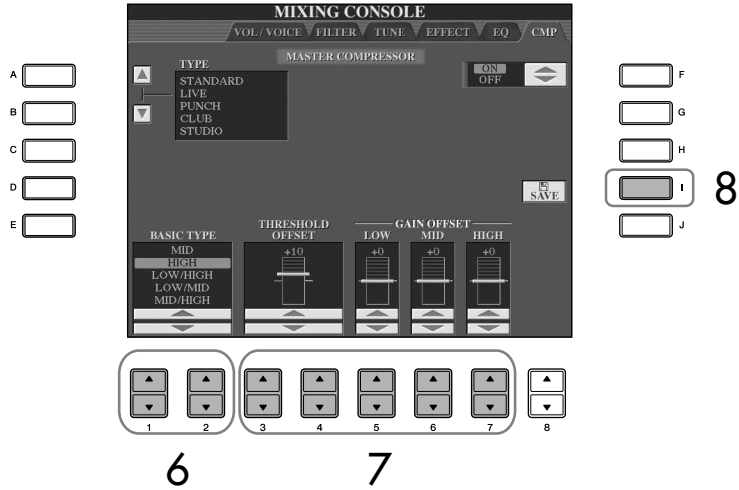 MIXING CONSOLE
VOL / VOICE FILTER TUNE EFFECT EQ CMP
MASTER COMPRESSOR
TYPE
STANDARD
LIVE
PUNCH
CLUB
STUDIO
ON
OFF
SAVE
A
B
C
D
E
F
G
H
I
J
8
BASIC TYPE
MID
HIGH
LOW/HIGH
LOW/MID
MID/HIGH
THRESHOLD
OFFSET
+10
GAIN OFFSET
LOW MID HIGH
+0 +0 +0
1 2 3 4 5 6 7 8
6 7